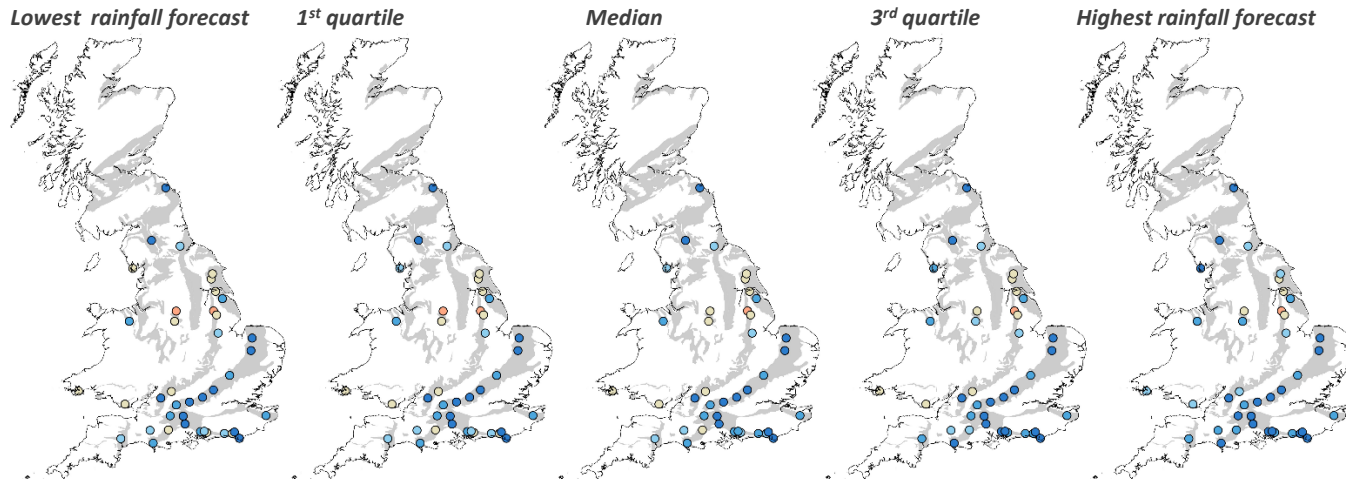 Lowest rainfall forecast
1st quartile
Median
3rd quartile
Highest rainfall forecast